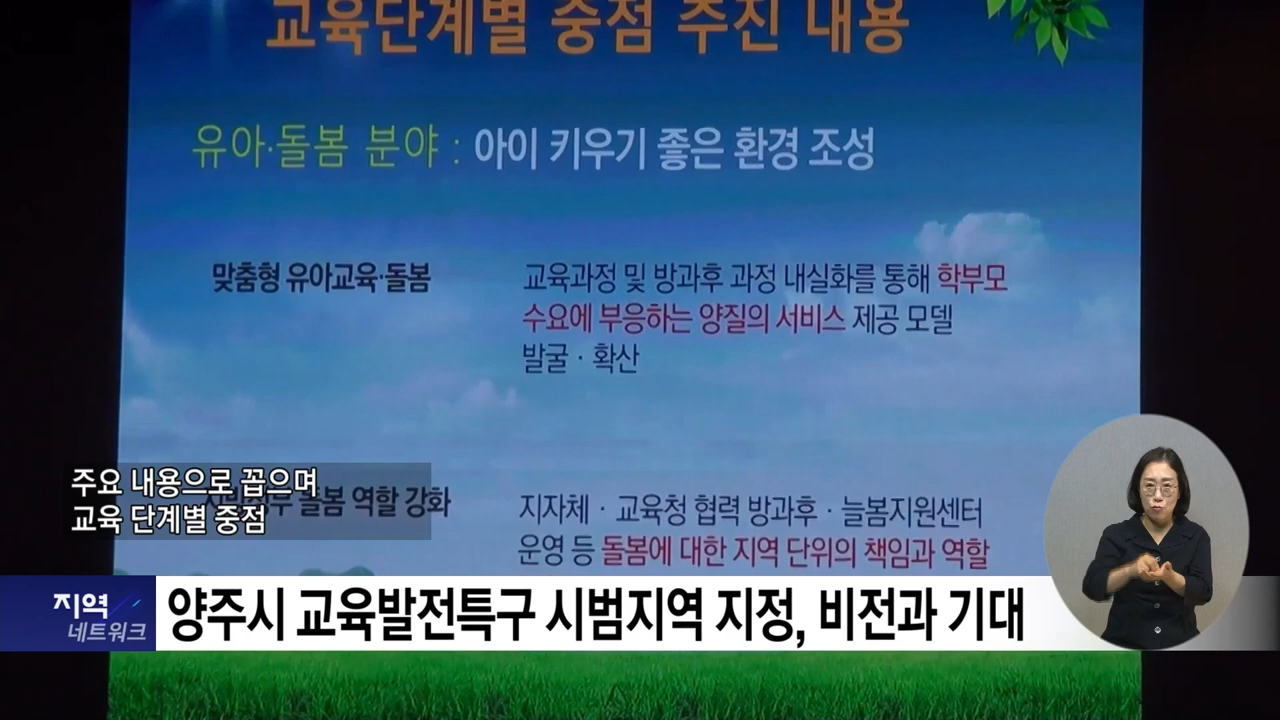 교육단계별 중점 추진 내용
유아·돌봄 분야 : 아이 키우기 좋은 환경 조성
맞춤형 유아교육·돌봄
교육과정 및 방과후 과정 내실화를 통해 학부모
수요에 부응하는 양질의 서비스 제공 모델
발굴 · 확산
돌봄 역할 강화
지자체 · 교육청 협력 방과후 · 늘봄지원센터
운영 등 돌봄에 대한 지역 단위의 책임과 역할
주요 내용으로 꼽으며
교육 단계별 중점
지역
네트워크
양주시 교육발전특구 시범지역 지정, 비전과 기대